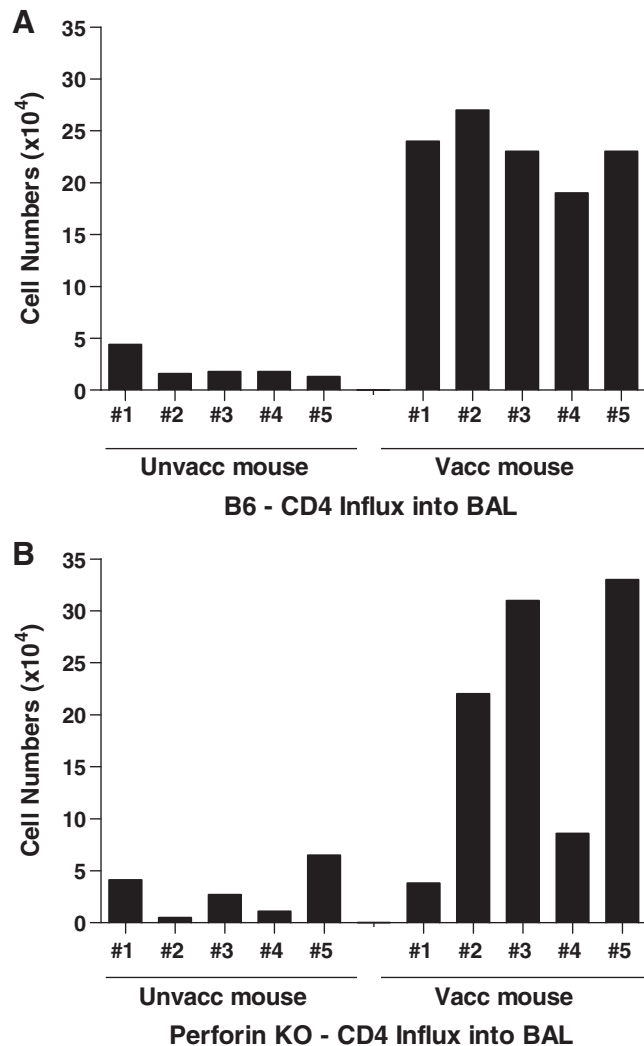 A
Cell Numbers (x10⁴)
35
30
25
20
15
10
5
0
#1 #2 #3 #4 #5 #1 #2 #3 #4 #5
Unvacc mouse Vacc mouse
B6 - CD4 Influx into BAL
B
Cell Numbers (x10⁴)
35
30
25
20
15
10
5
0
#1 #2 #3 #4 #5 #1 #2 #3 #4 #5
Unvacc mouse Vacc mouse
Perforin KO - CD4 Influx into BAL